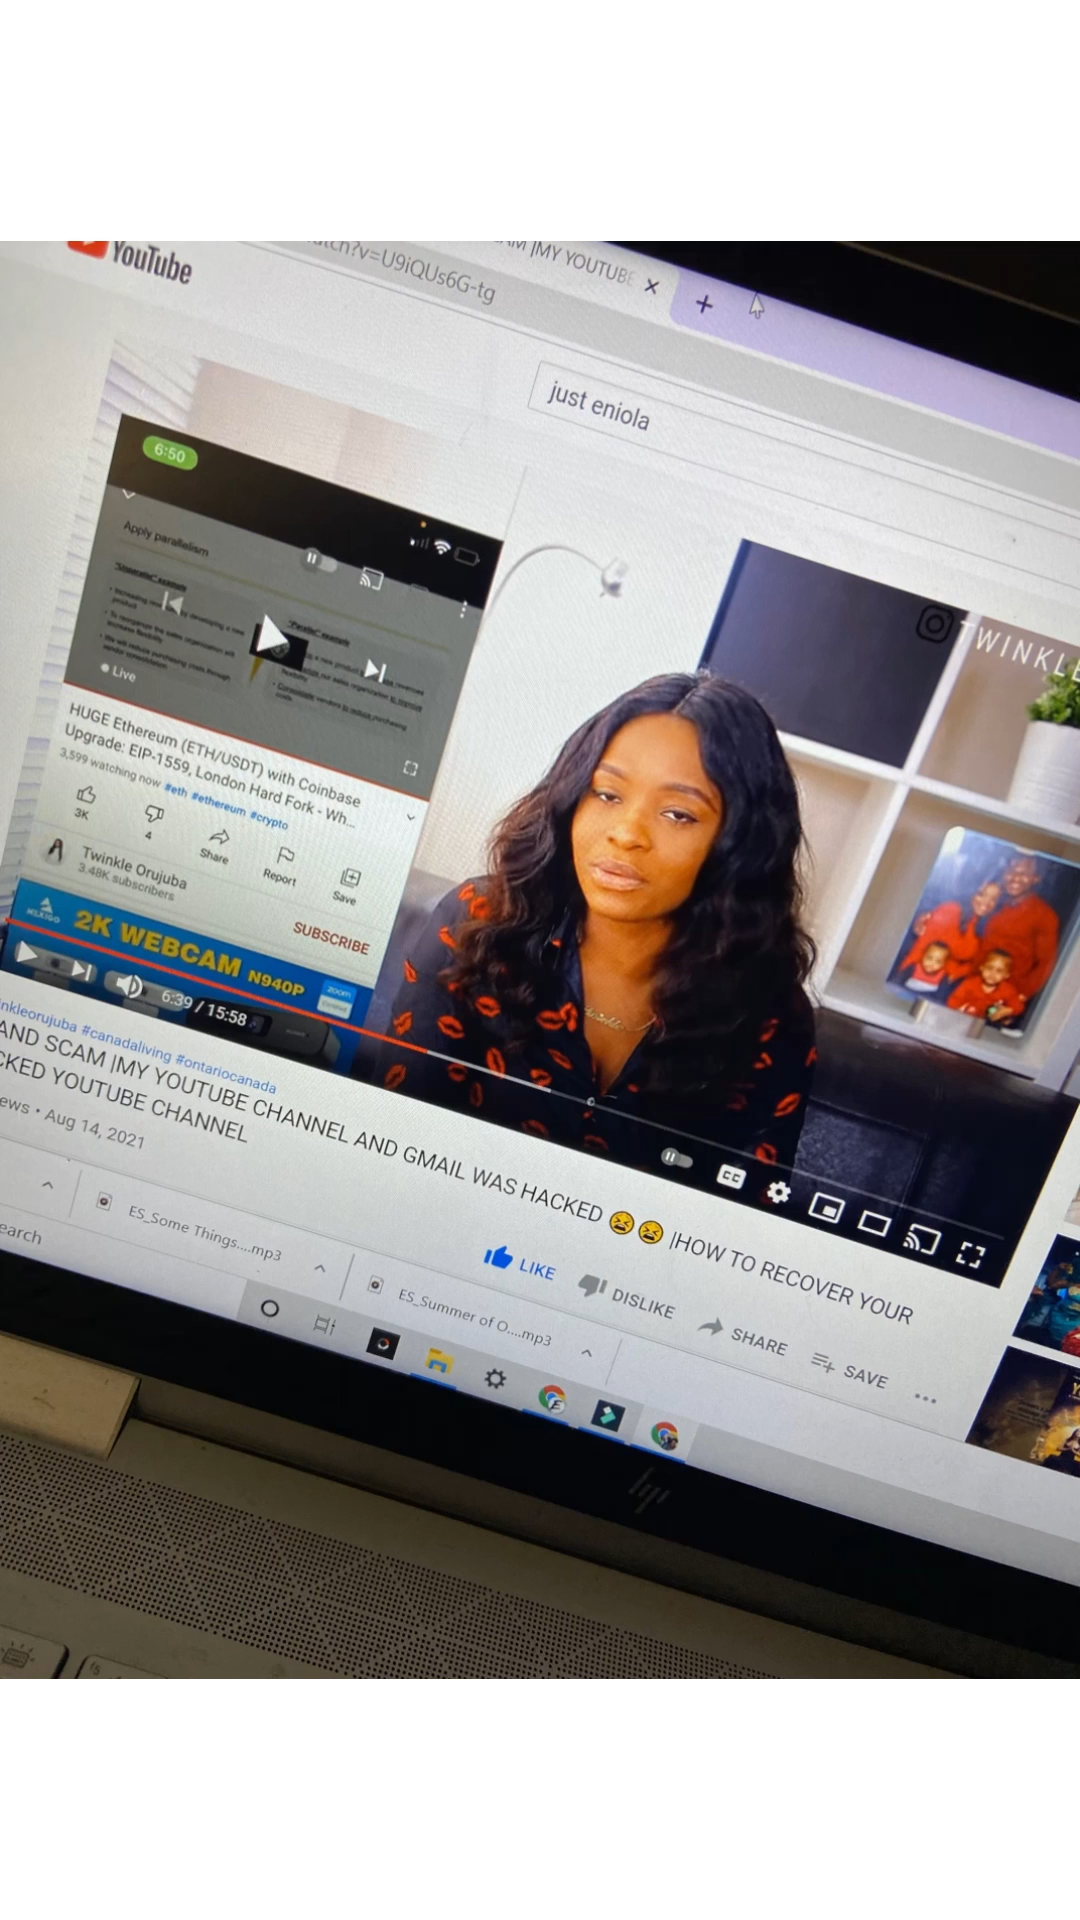 YouTube
atch?v=U9iQUs6G-tg
AM |MY YOUTUBE
just eniola
6:50
Apply parallelism
Live
HUGE Ethereum (ETH/USDT) with Coinbase
Upgrade: EIP-1559, London Hard Fork - Wh...
3,599 watching now #eth #ethereum #crypto
3K
4
Share
Report
Save
Twinkle Orujuba
3.48K subscribers
SUBSCRIBE
2K WEBCAM N940P
zoom
TWINKLE
6:39 / 15:58
CC
nkleorujuba #canadaliving #ontariocanada
AND SCAM |MY YOUTUBE CHANNEL AND GMAIL WAS HACKED 😫😫 |HOW TO RECOVER YOUR
CKED YOUTUBE CHANNEL
ews • Aug 14, 2021
LIKE
DISLIKE
SHARE
SAVE
ES_Some Things....mp3
ES_Summer of O....mp3
earch
f5